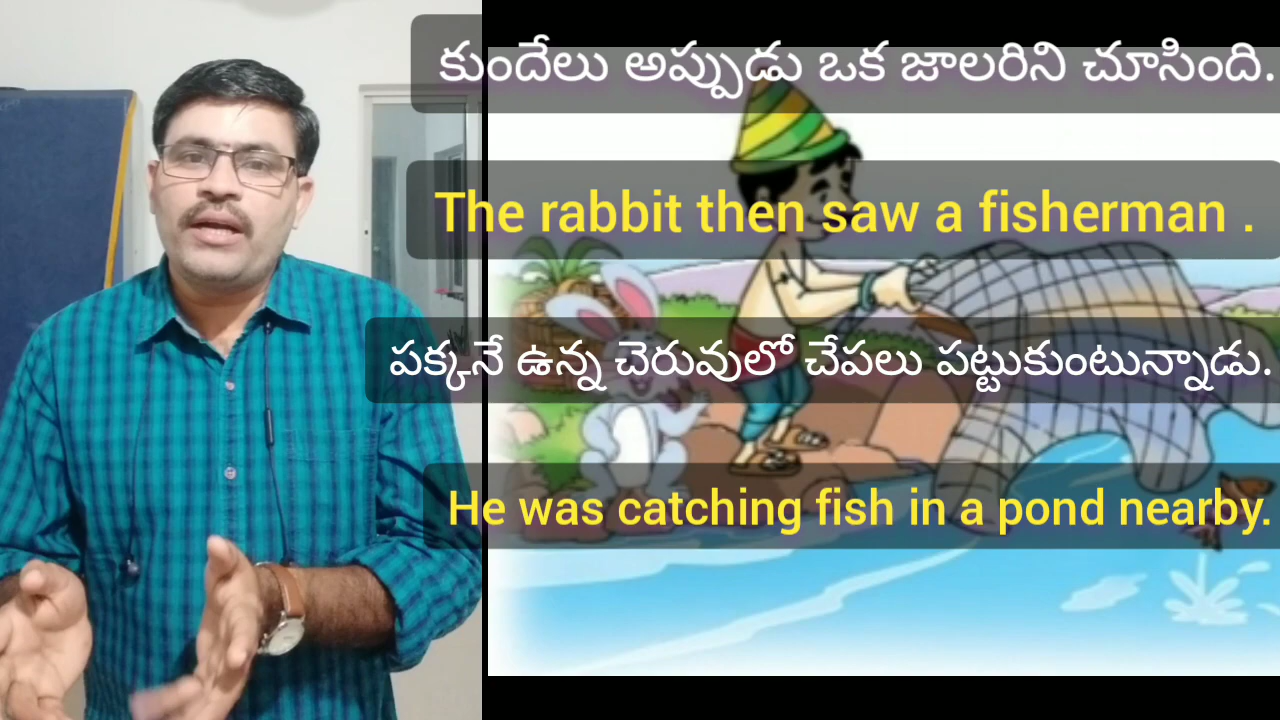 కుందేలు అప్పుడు ఒక జాలరిని చూసింది.
The rabbit then saw a fisherman .
పక్కనే ఉన్న చెరువులో చేపలు పట్టుకుంటున్నాడు.
He was catching fish in a pond nearby.